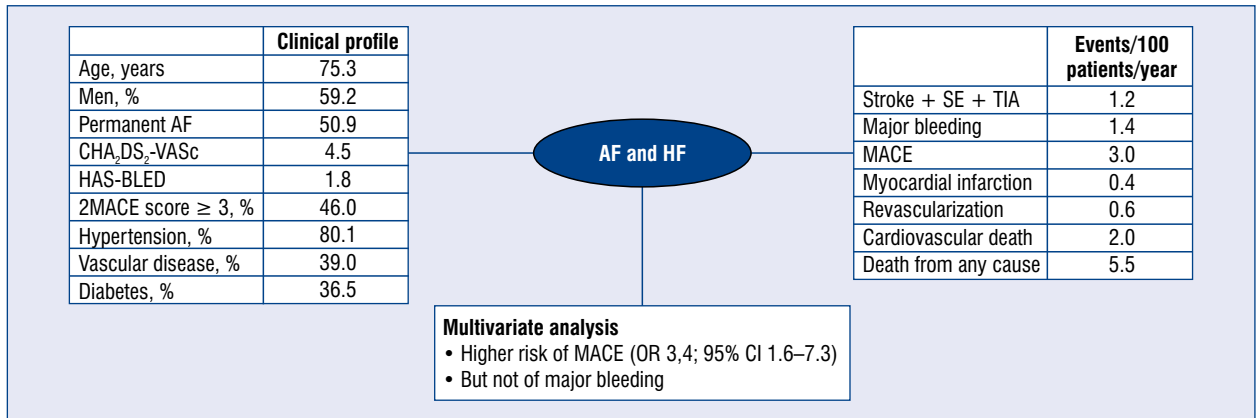 Clinical profile
Age, years 75.3
Men, % 59.2
Permanent AF 50.9
CHA₂DS₂-VASc 4.5
HAS-BLED 1.8
2MACE score ≥ 3, % 46.0
Hypertension, % 80.1
Vascular disease, % 39.0
Diabetes, % 36.5
AF and HF
Events/100
patients/year
Stroke + SE + TIA 1.2
Major bleeding 1.4
MACE 3.0
Myocardial infarction 0.4
Revascularization 0.6
Cardiovascular death 2.0
Death from any cause 5.5
Multivariate analysis
• Higher risk of MACE (OR 3,4; 95% CI 1.6–7.3)
• But not of major bleeding